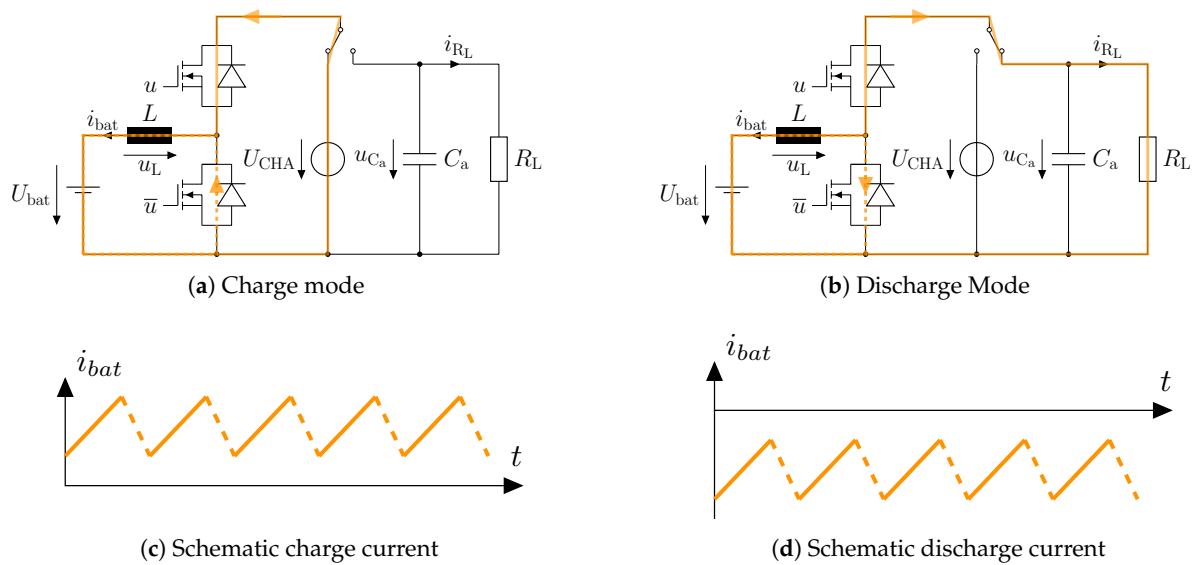 u
i_bat L
u_L
U_bat
u̅
U_CHA
u_Ca
C_a
i_RL
R_L
(a) Charge mode
u
i_bat L
u_L
U_bat
u̅
U_CHA
u_Ca
C_a
i_RL
R_L
(b) Discharge Mode
i_bat
t
(c) Schematic charge current
i_bat
t
(d) Schematic discharge current